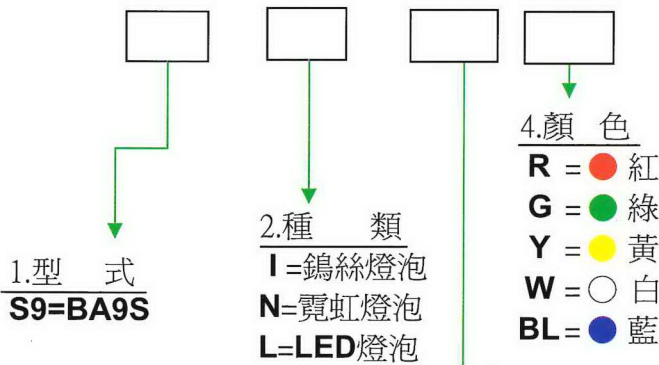 1.型 式
S9=BA9S
2.種 類
I=鎢絲燈泡
N=霓虹燈泡
L=LED燈泡
4.顏 色
R=紅
G=綠
Y=黃
W=白
BL=藍